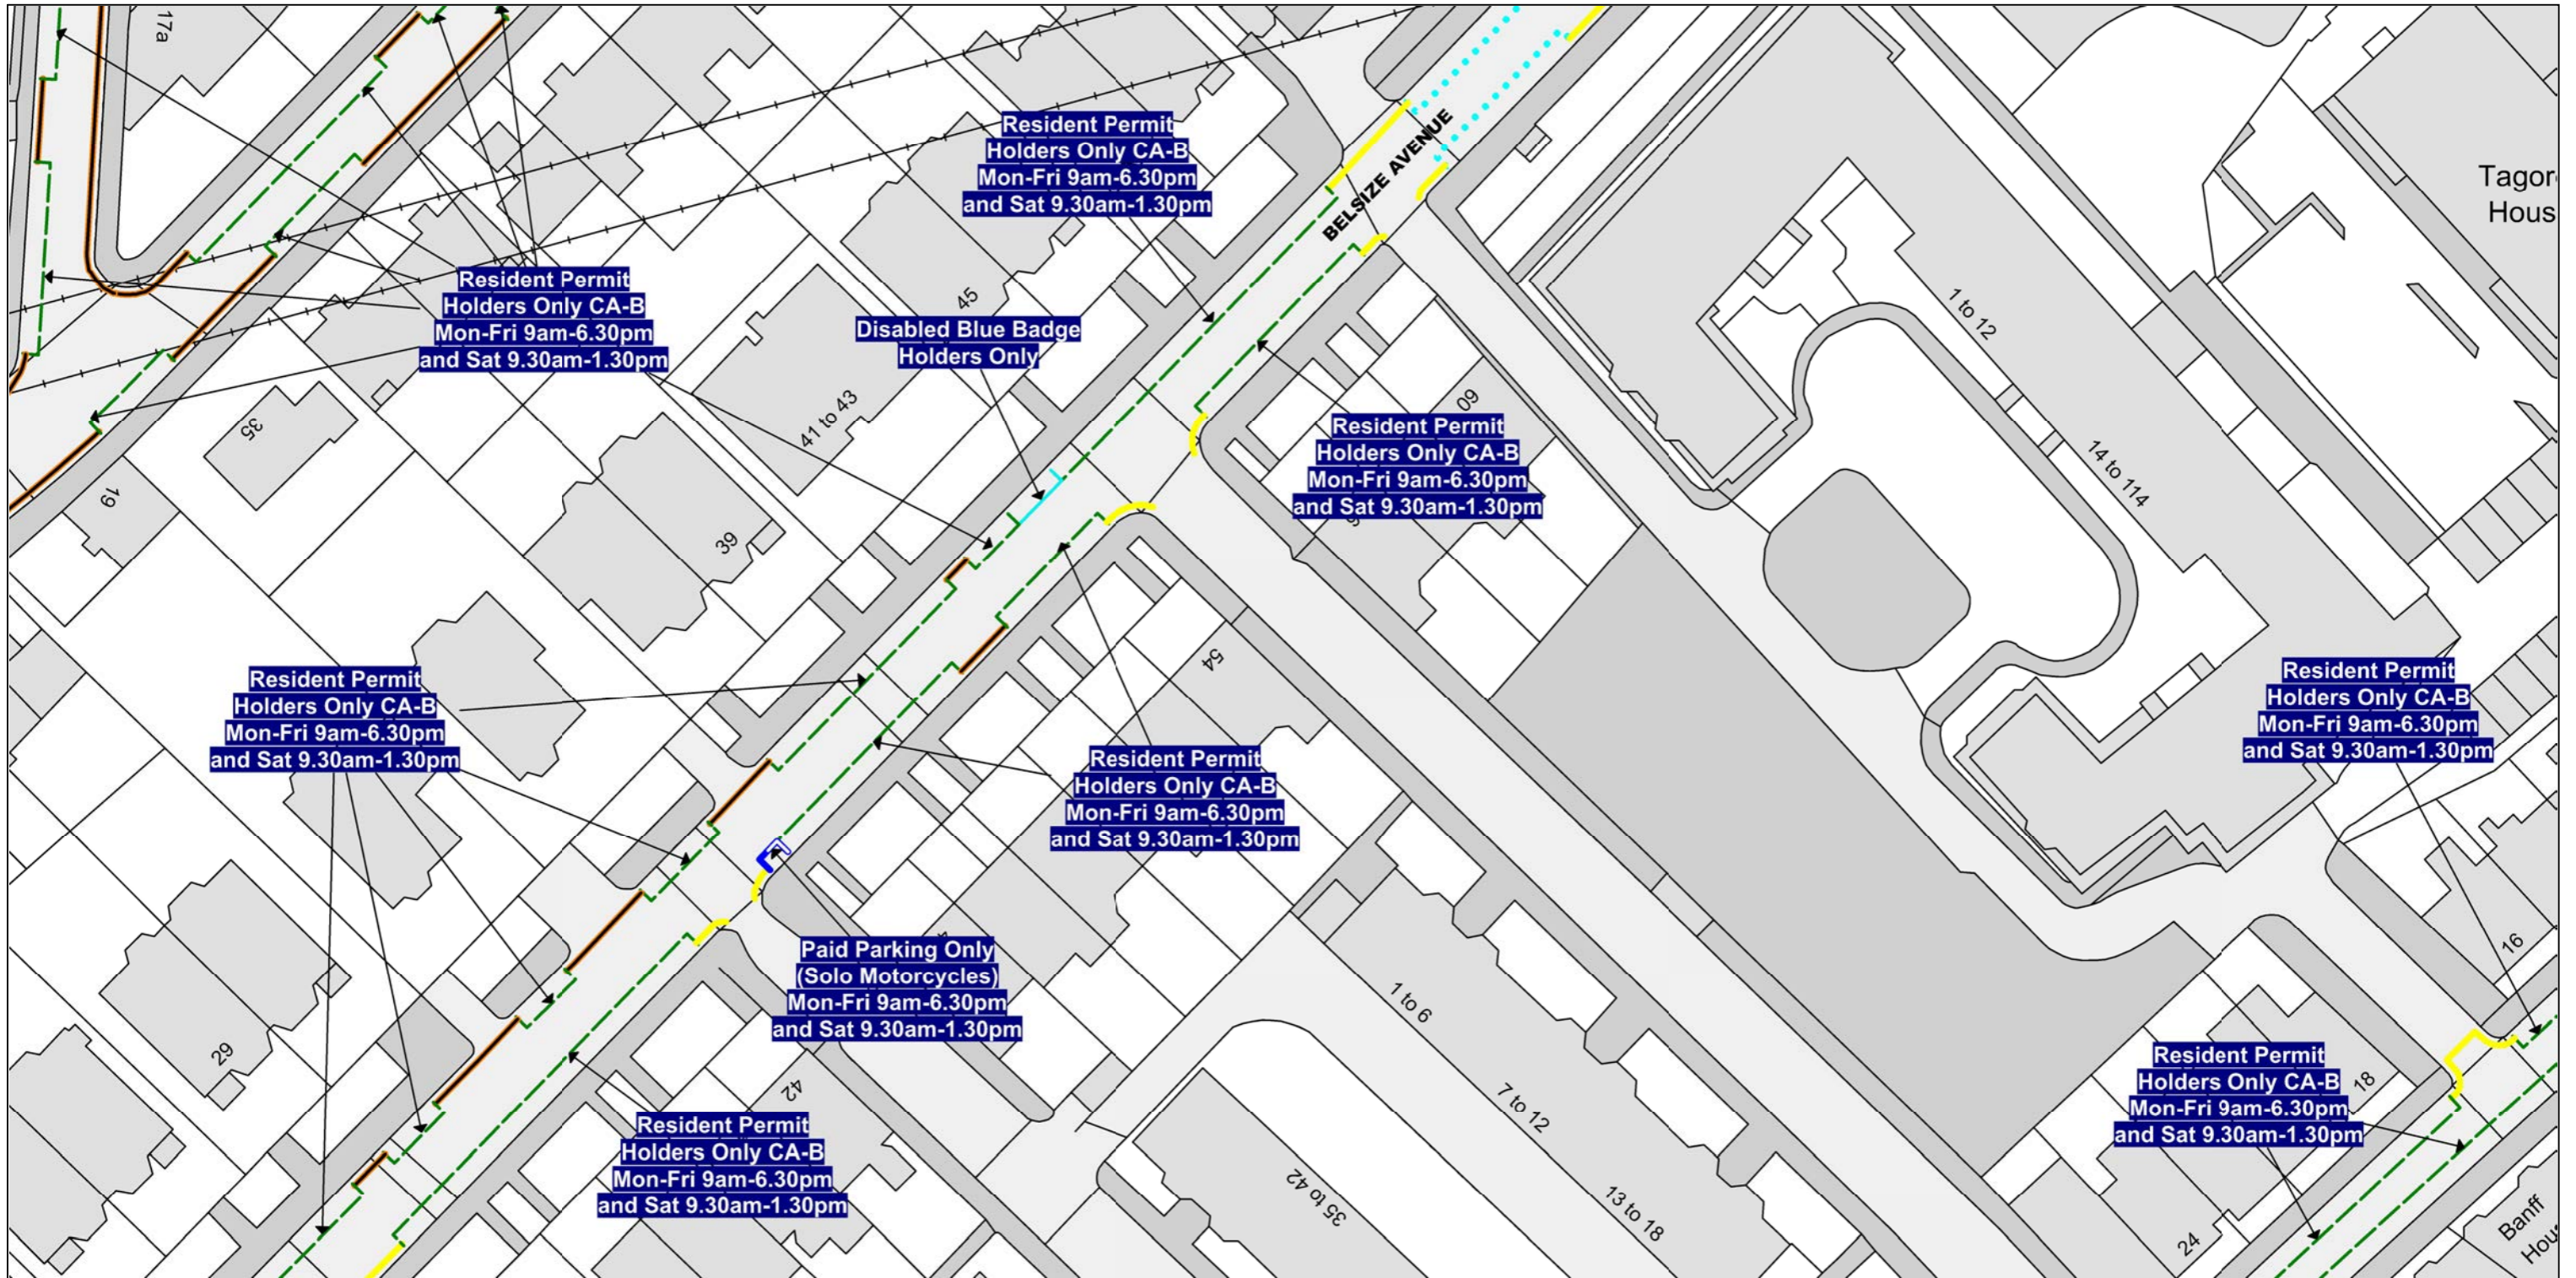 17a
Resident Permit
Holders Only CA-B
Mon-Fri 9am-6.30pm
and Sat 9.30am-1.30pm
BELSIZE AVENUE
Resident Permit
Holders Only CA-B
Mon-Fri 9am-6.30pm
and Sat 9.30am-1.30pm
45
1 to 12
Disabled Blue Badge
Holders Only
41 to 43
35
19
39
60
Resident Permit
Holders Only CA-B
Mon-Fri 9am-6.30pm
and Sat 9.30am-1.30pm
14 to 114
54
Resident Permit
Holders Only CA-B
Mon-Fri 9am-6.30pm
and Sat 9.30am-1.30pm
Resident Permit
Holders Only CA-B
Mon-Fri 9am-6.30pm
and Sat 9.30am-1.30pm
Resident Permit
Holders Only CA-B
Mon-Fri 9am-6.30pm
and Sat 9.30am-1.30pm
16
Paid Parking Only
(Solo Motorcycles)
Mon-Fri 9am-6.30pm
and Sat 9.30am-1.30pm
1 to 6
29
42
Resident Permit
Holders Only CA-B
Mon-Fri 9am-6.30pm
and Sat 9.30am-1.30pm
18
7 to 12
Resident Permit
Holders Only CA-B
Mon-Fri 9am-6.30pm
and Sat 9.30am-1.30pm
35 to 42
13 to 18
24
Banff